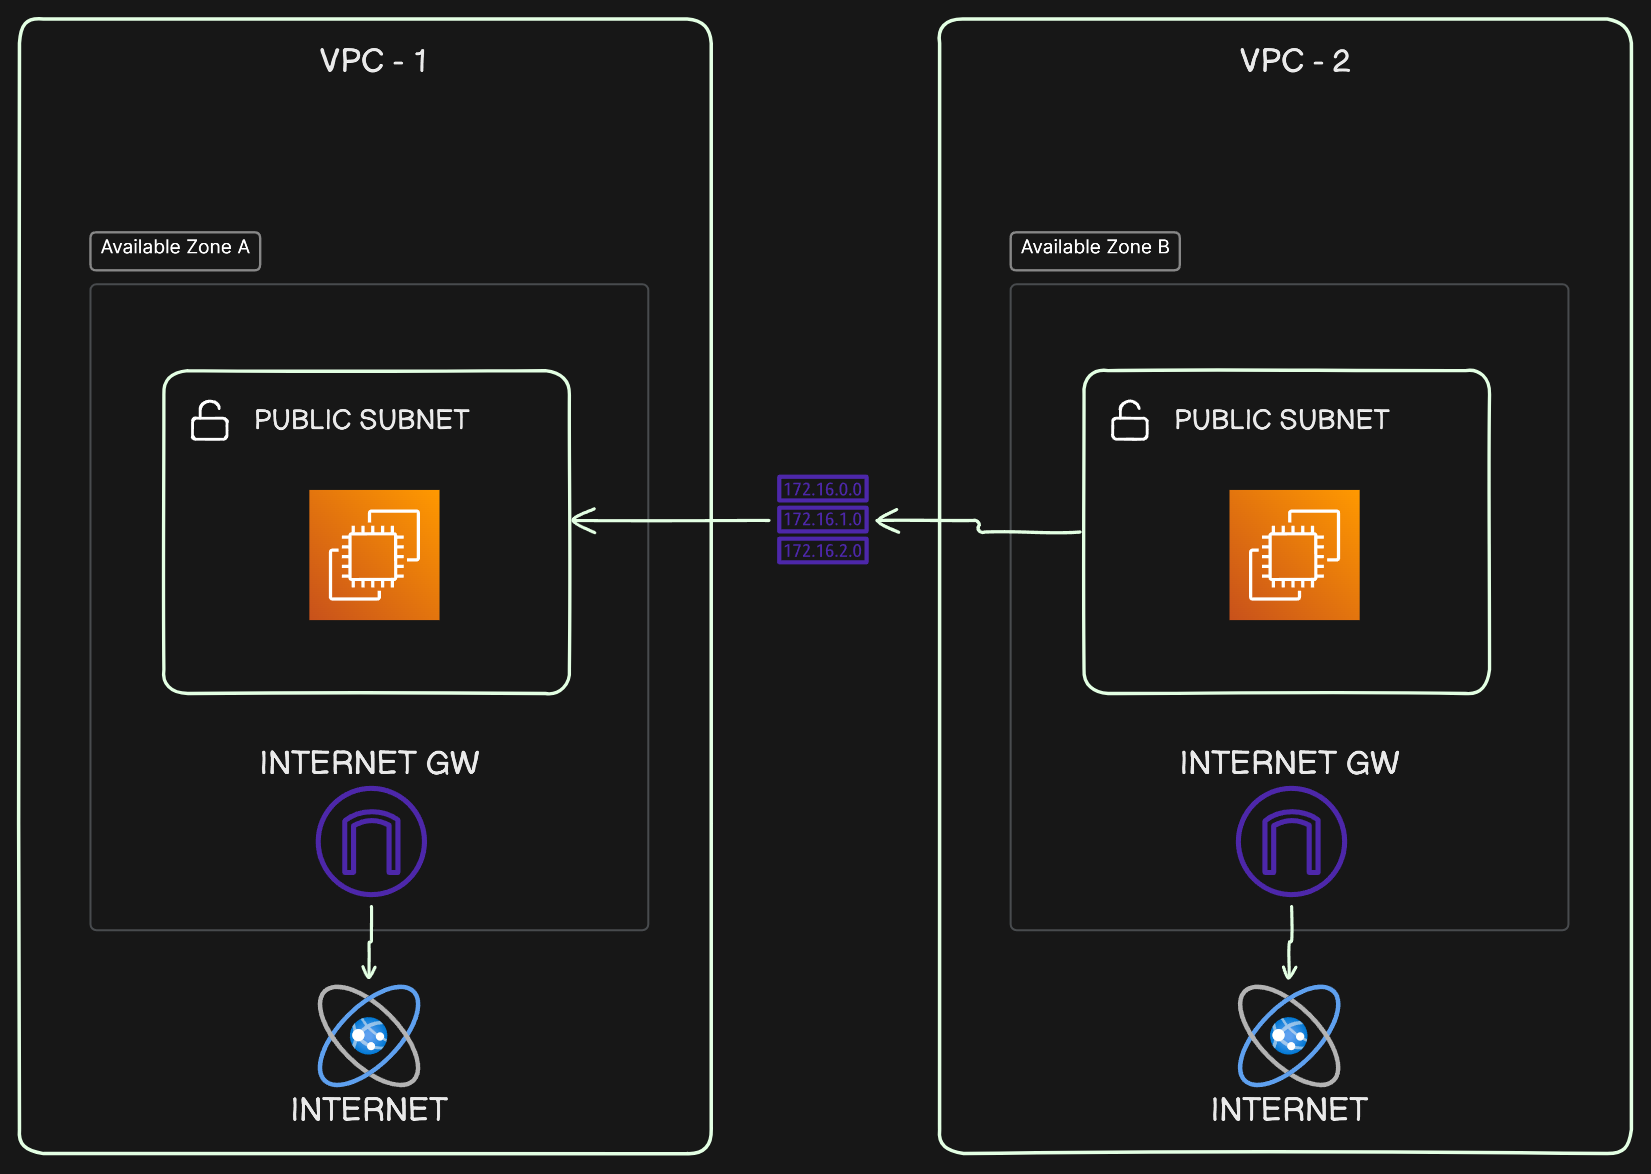 VPC - 1
VPC - 2
Available Zone A
Available Zone B
PUBLIC SUBNET
PUBLIC SUBNET
172.16.0.0
172.16.1.0
172.16.2.0
INTERNET GW
INTERNET GW
INTERNET
INTERNET